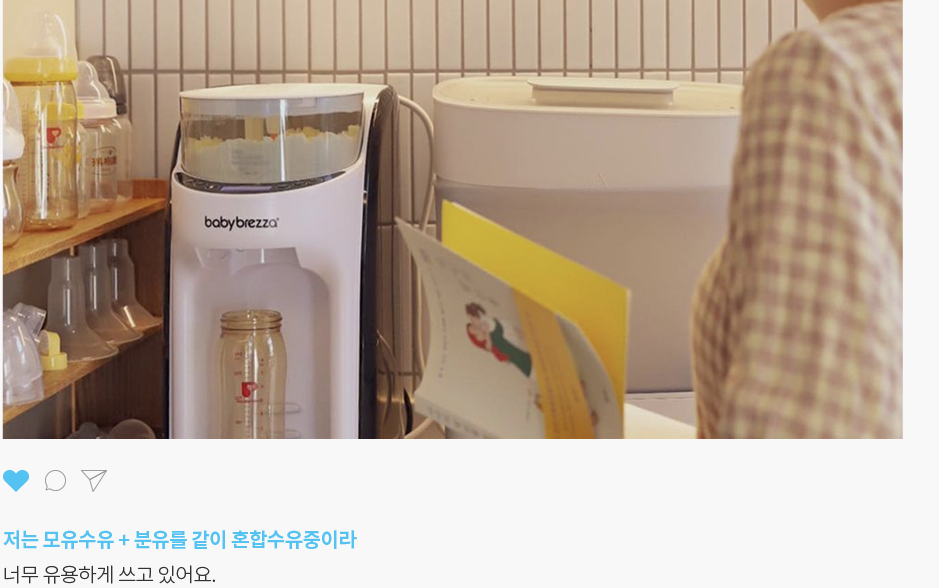 babybrezza
저는 모유수유 + 분유를 같이 혼합수유중이라
너무 유용하게 쓰고 있어요.